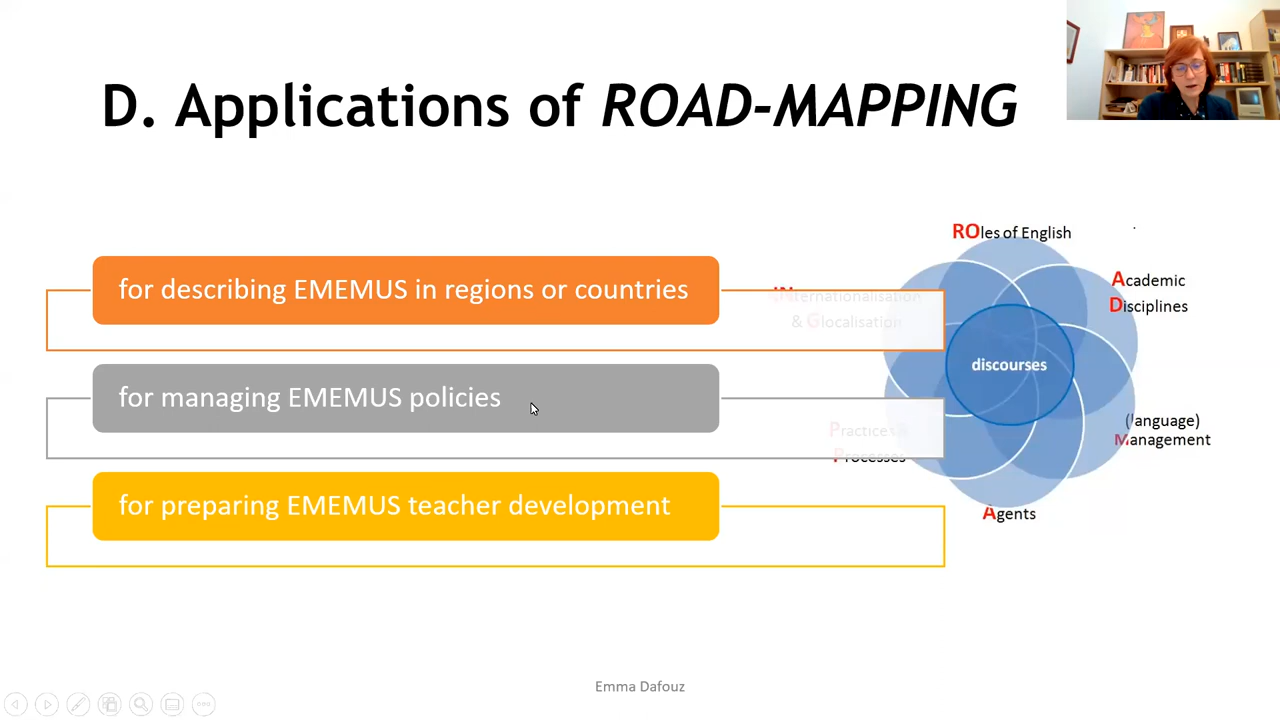 D. Applications of ROAD-MAPPING
for describing EMEMUS in regions or countries
for managing EMEMUS policies
for preparing EMEMUS teacher development
ROles of English
Academic
Disciplines
(language)
Management
Agents
Practices &
Processes
INternationalisation
& Glocalisation
discourses
Emma Dafouz